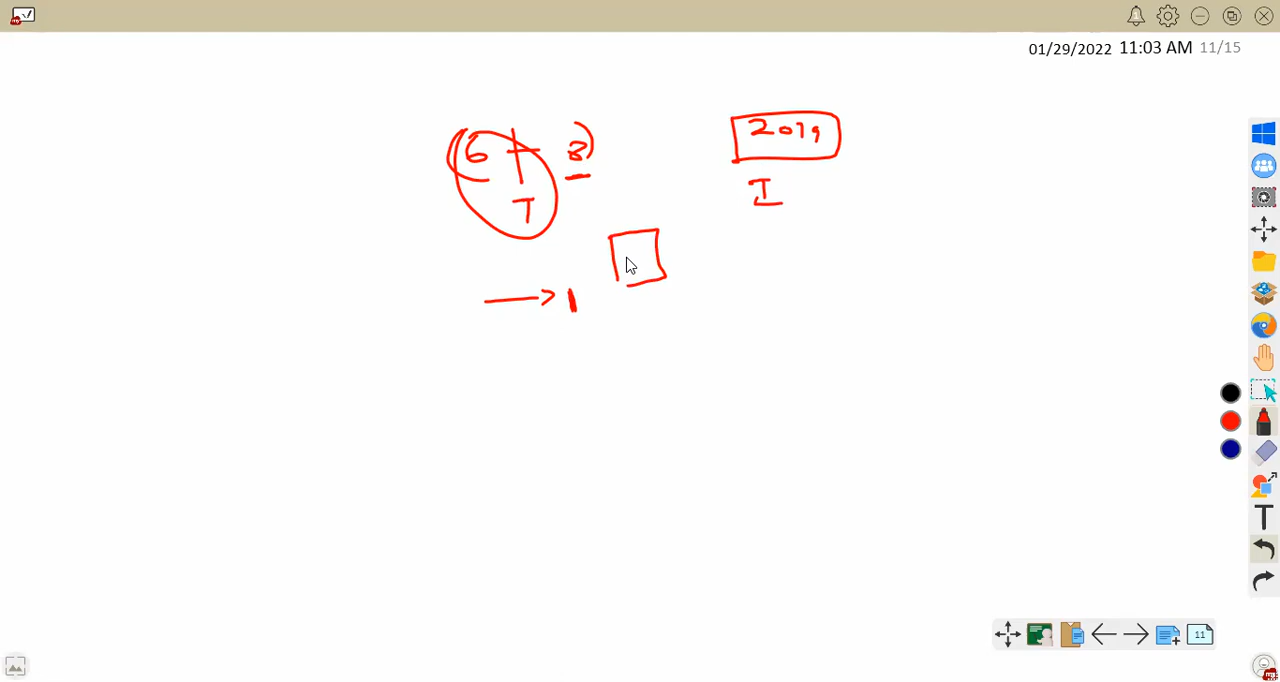 01/29/2022 11:03 AM 11/15
(6 + 8)
2019
T
I
→ 1
T
11